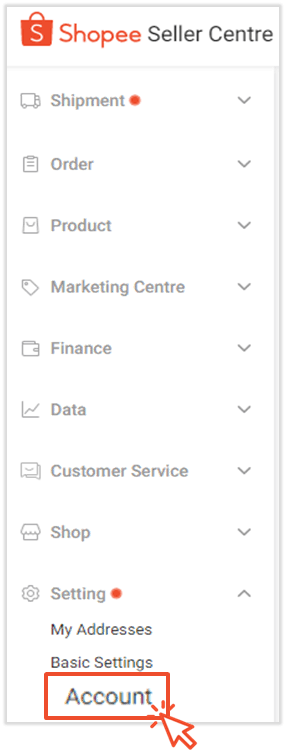 Shopee Seller Centre
Shipment
Order
Product
Marketing Centre
Finance
Data
Customer Service
Shop
Setting
My Addresses
Basic Settings
Account